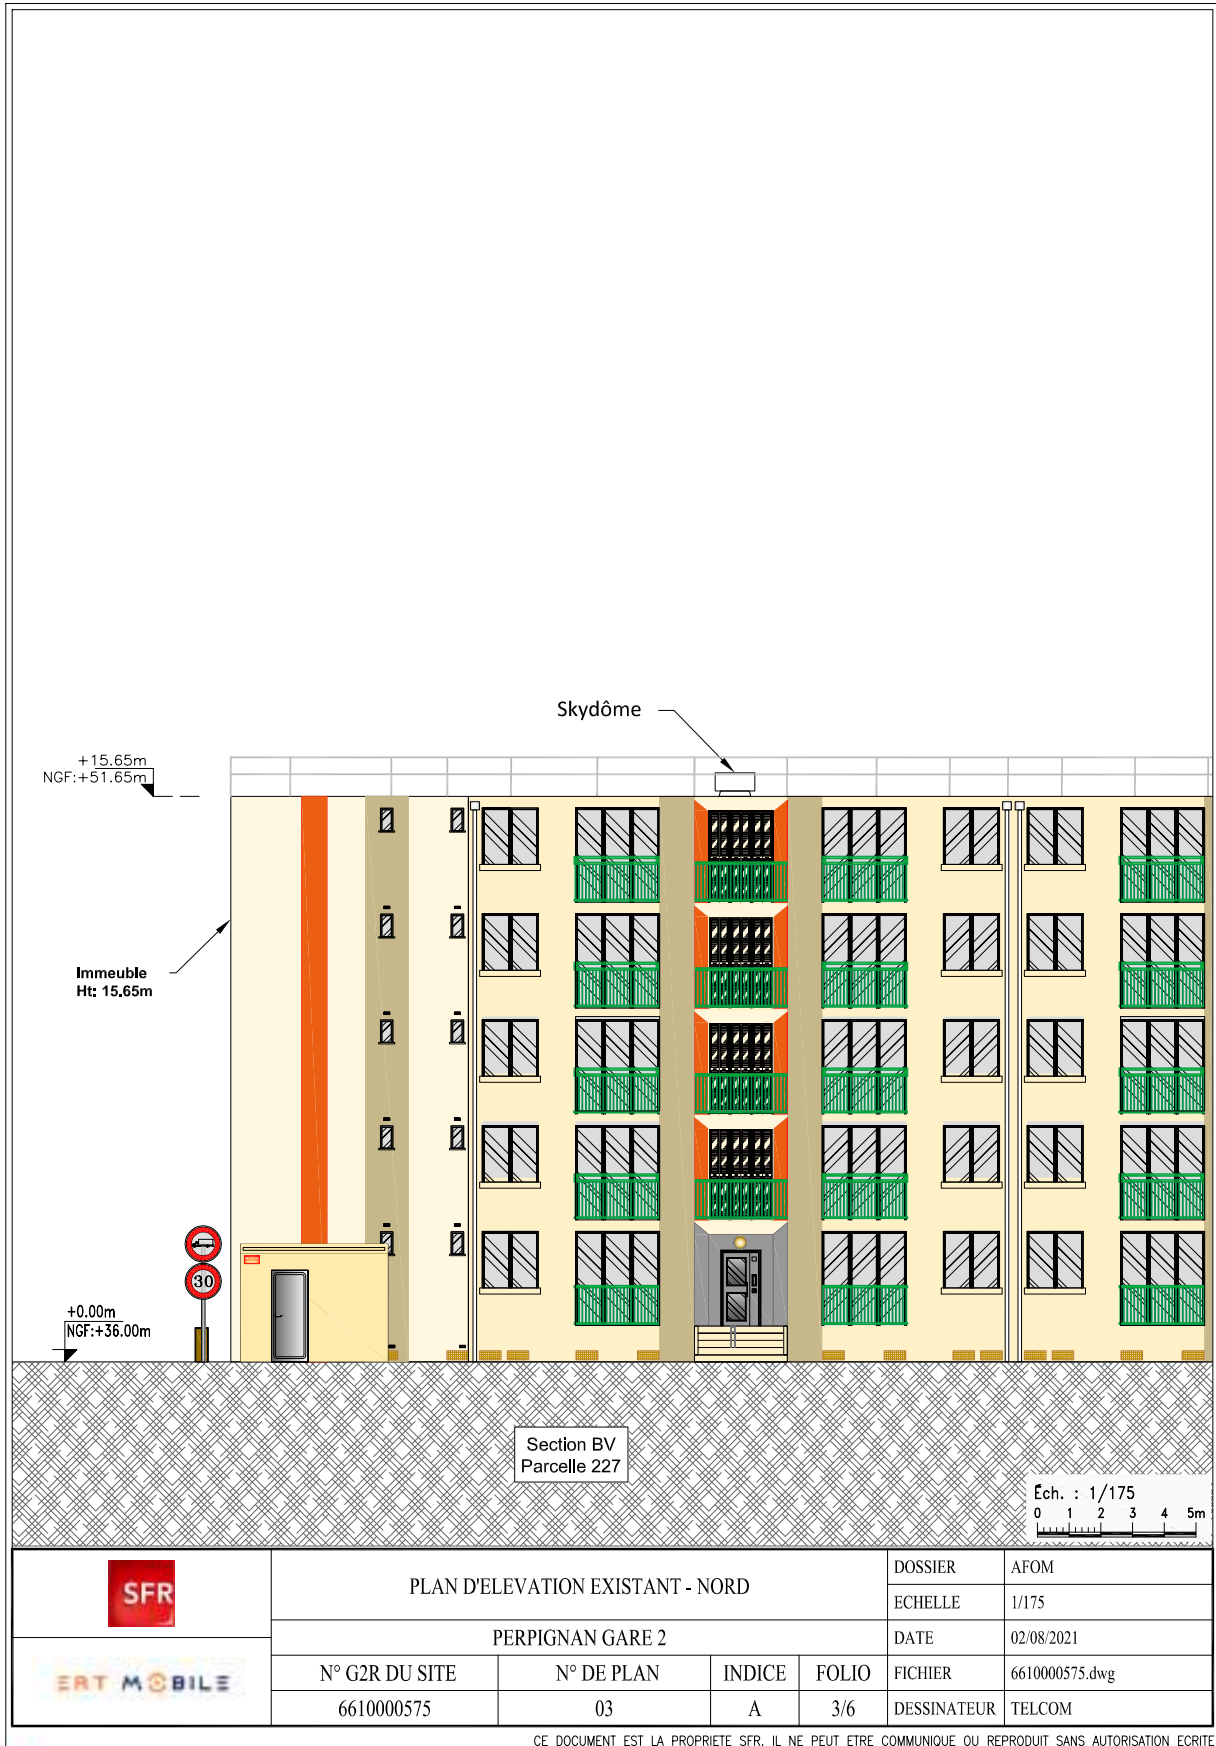 Skydôme
+15.65m
NGF:+51.65m
Immeuble
Ht: 15.65m
30
+0.00m
NGF:+36.00m
Section BV
Parcelle 227
Éch. : 1/175
0 1 2 3 4 5m
SFR
ERT MOBILE
PLAN D'ELEVATION EXISTANT - NORD
PERPIGNAN GARE 2
N° G2R DU SITE
N° DE PLAN
INDICE
FOLIO
6610000575
03
A
3/6
DOSSIER
AFOM
ECHELLE
1/175
DATE
02/08/2021
FICHIER
6610000575.dwg
DESSINATEUR
TELCOM
CE DOCUMENT EST LA PROPRIETE SFR. IL NE PEUT ETRE COMMUNIQUE OU REPRODUIT SANS AUTORISATION ECRITE